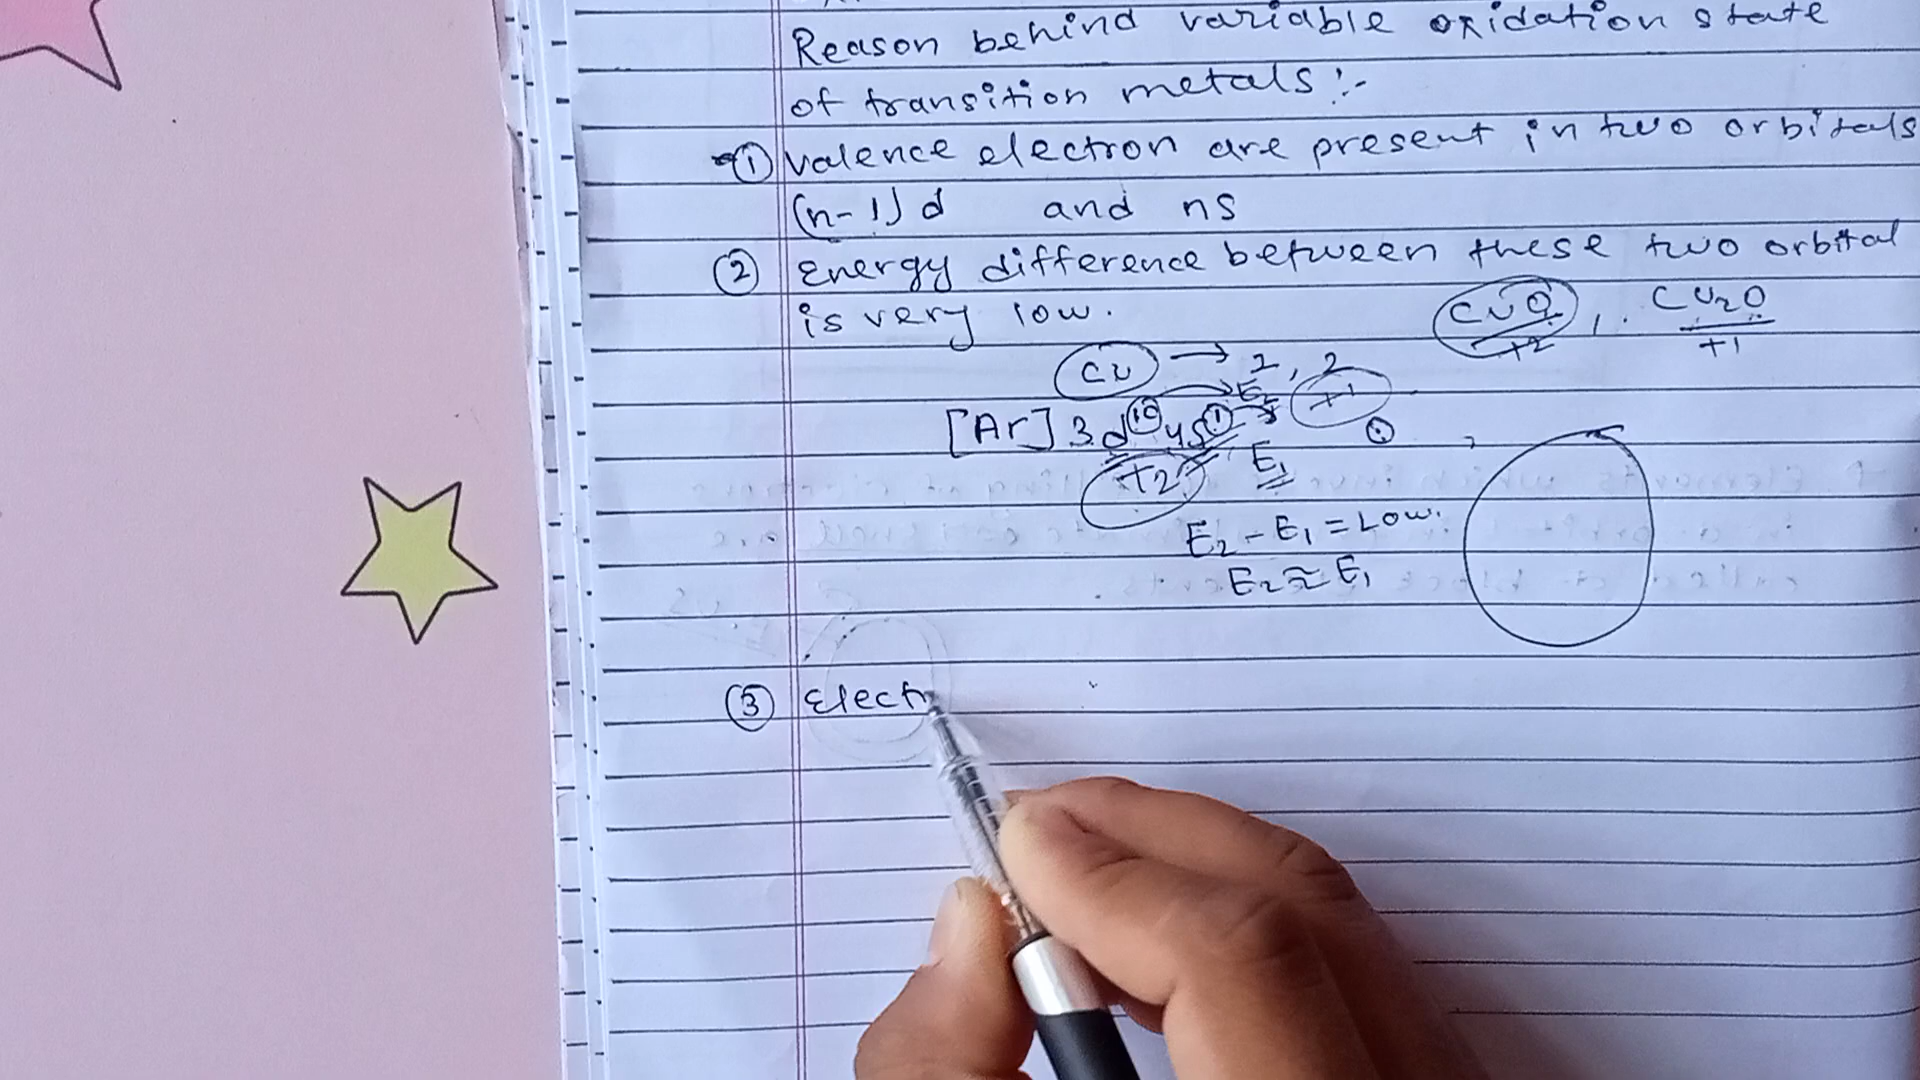 Reason behind variable oxidation state
of transition metals :-
① valence electron are present in two orbitals
(n-1) d and ns
② Energy difference between these two orbital
is very low.
CuO, Cu2O
+2 +1
Cu → 2, 2
E2 +1
[Ar] 3d10 4s1
+2 E1
E2 - E1 = Low.
E2 ≈ E1
③ Electr